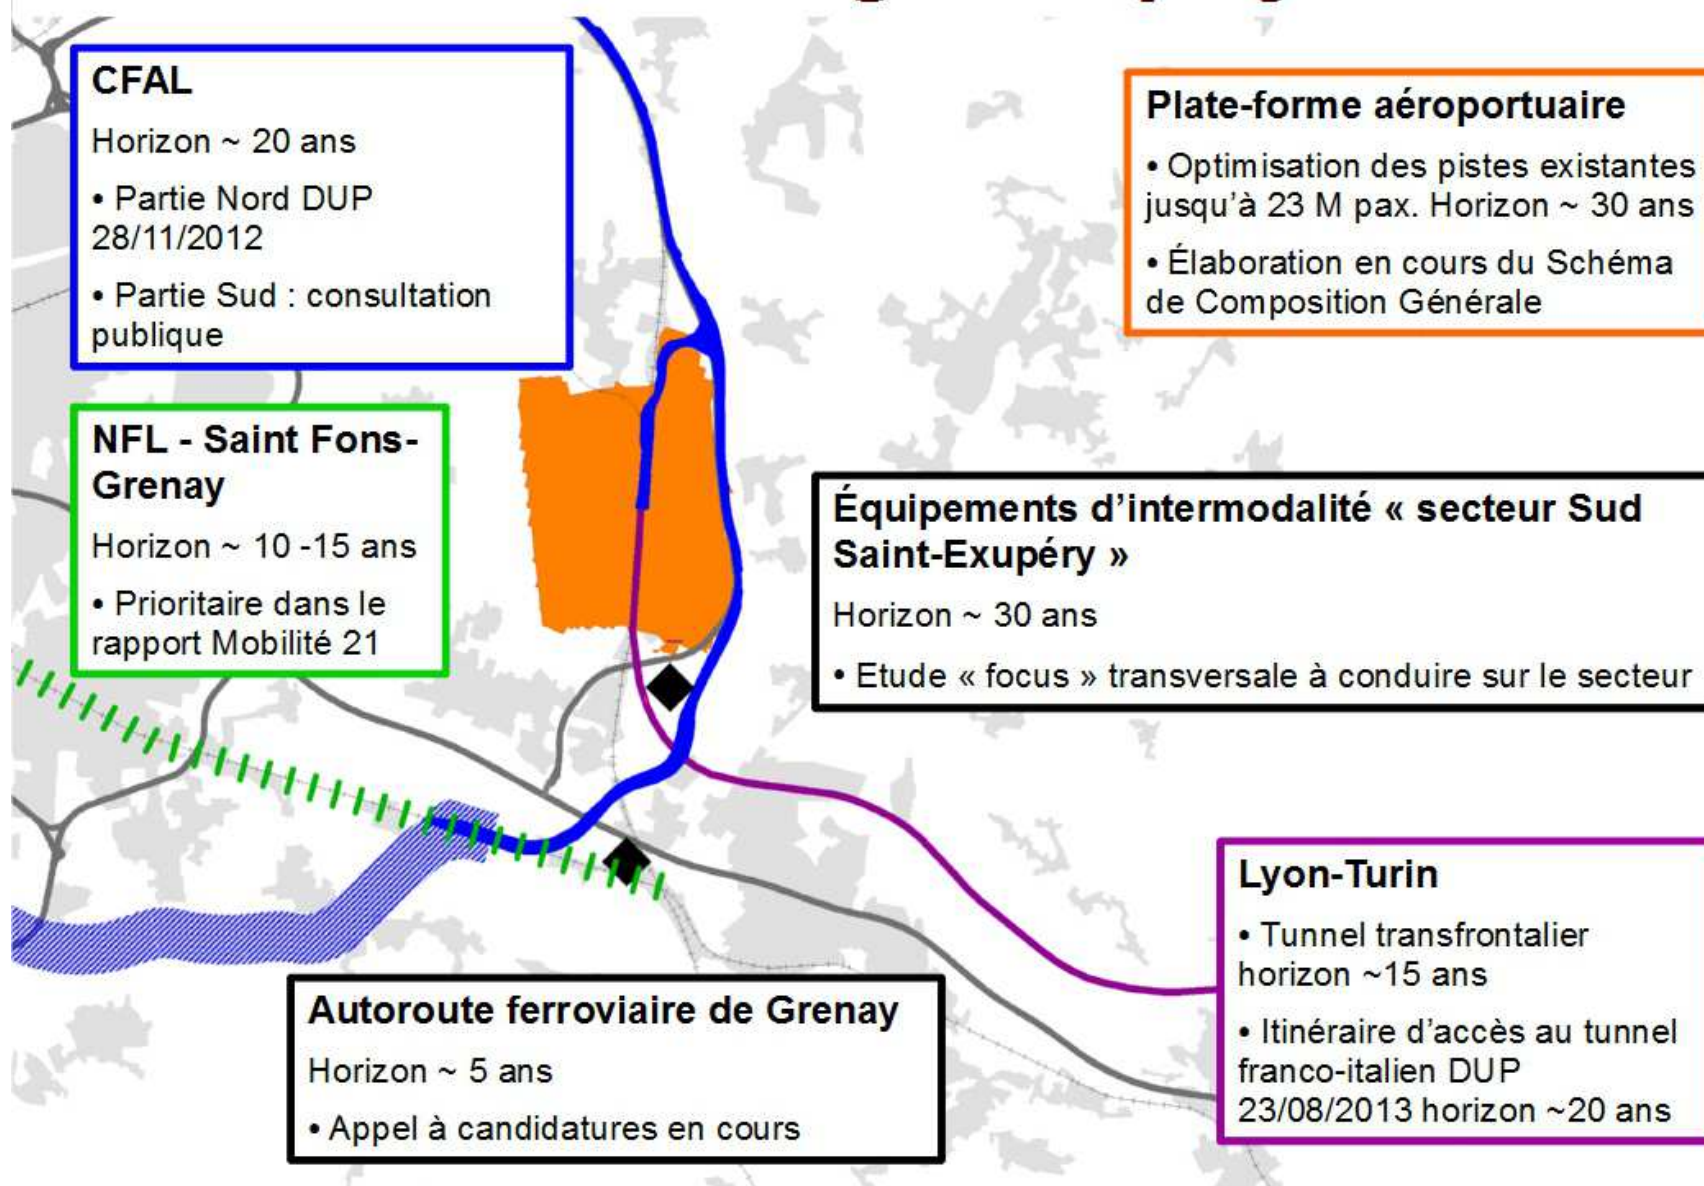 CFAL
Horizon ~ 20 ans
• Partie Nord DUP
28/11/2012
• Partie Sud : consultation
publique
Plate-forme aéroportuaire
• Optimisation des pistes existantes
jusqu'à 23 M pax. Horizon ~ 30 ans
• Élaboration en cours du Schéma
de Composition Générale
NFL - Saint Fons-
Grenay
Horizon ~ 10 -15 ans
• Prioritaire dans le
rapport Mobilité 21
Équipements d'intermodalité « secteur Sud
Saint-Exupéry »
Horizon ~ 30 ans
• Etude « focus » transversale à conduire sur le secteur
Lyon-Turin
• Tunnel transfrontalier
horizon ~15 ans
• Itinéraire d'accès au tunnel
franco-italien DUP
23/08/2013 horizon ~20 ans
Autoroute ferroviaire de Grenay
Horizon ~ 5 ans
• Appel à candidatures en cours